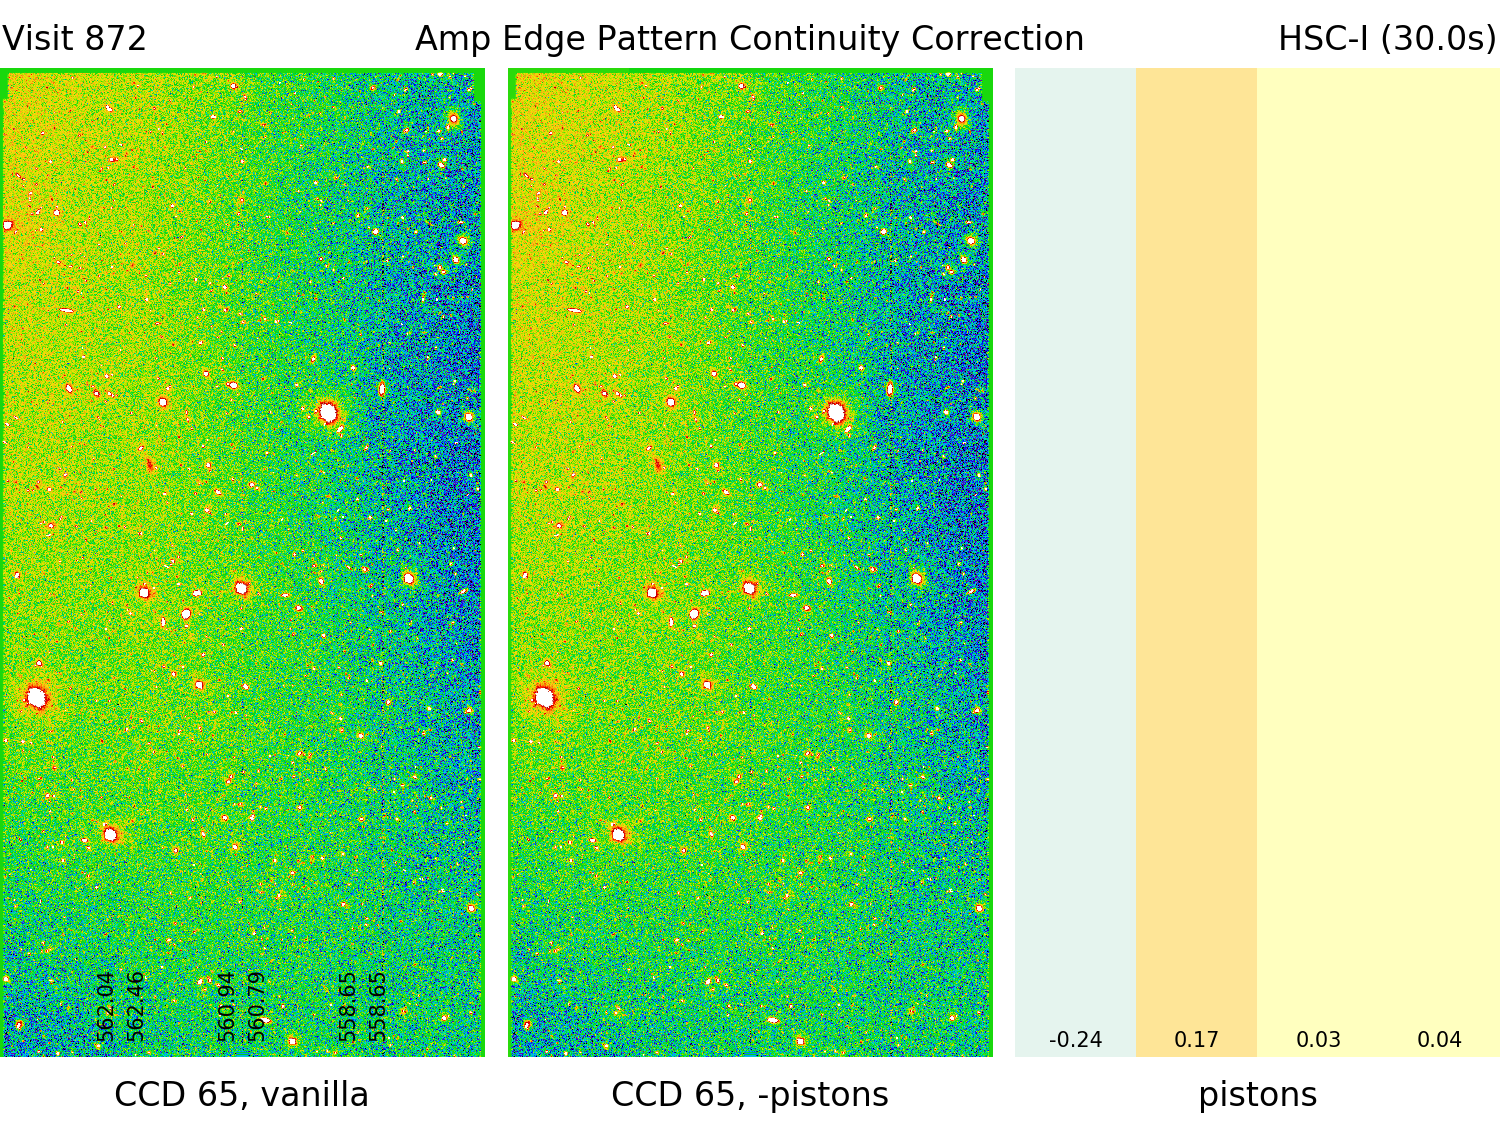 Visit 872
Amp Edge Pattern Continuity Correction
HSC-I (30.0s)
562.04
562.46
560.94
560.79
558.65
558.65
-0.24
0.17
0.03
0.04
CCD 65, vanilla
CCD 65, -pistons
pistons